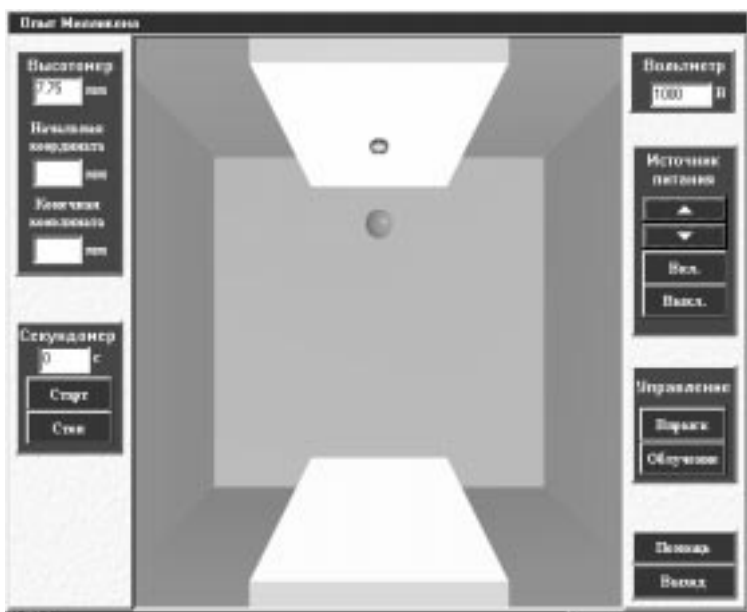 Опыт Милликена
Высотомер
7,75 мм
Начальная
координата
мм
Конечная
координата
мм
Секундомер
0 с
Старт
Стоп
Вольтметр
1000 В
Источник
питания
Вкл.
Выкл.
Управление
Впрыск
Облучение
Помощь
Выход